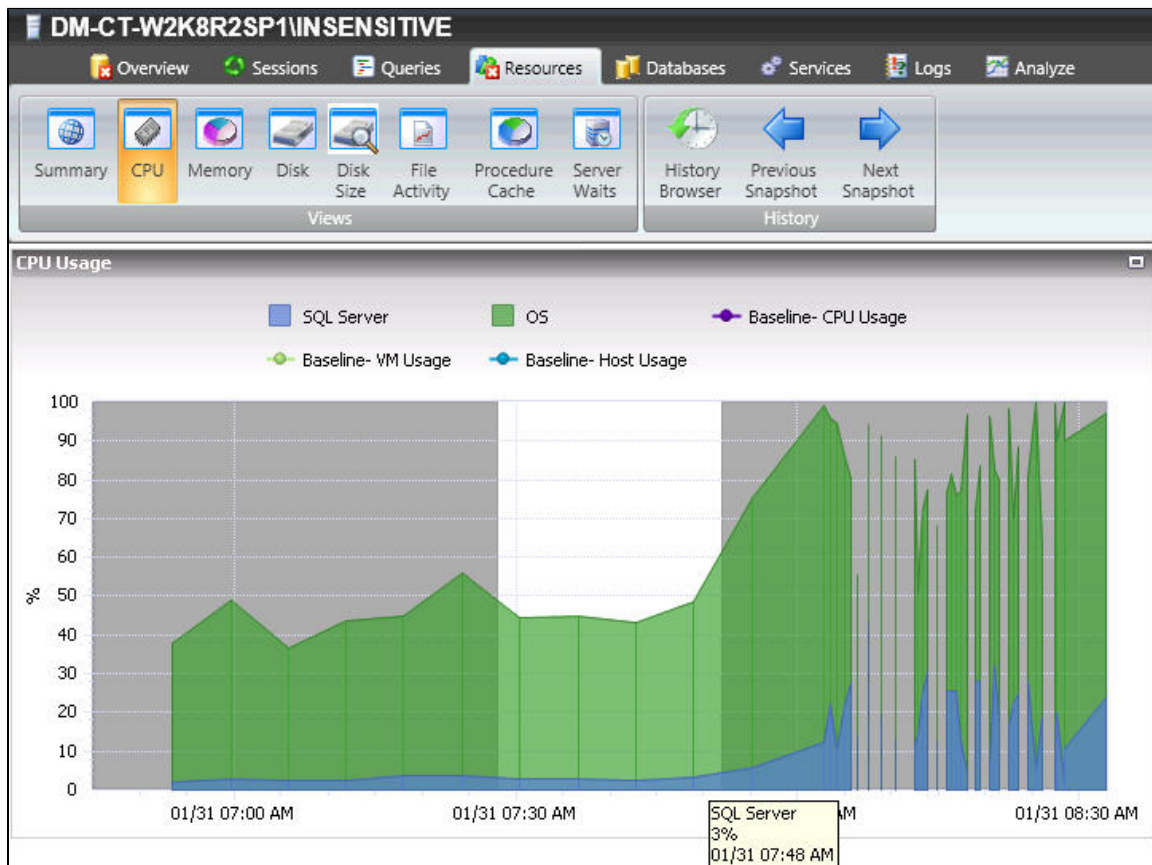 DM-CT-W2K8R2SP1\INSENSITIVE
Overview Sessions Queries Resources Databases Services Logs Analyze
Summary CPU Memory Disk Disk Size File Activity Procedure Cache Server Waits History Browser Previous Snapshot Next Snapshot
Views History
CPU Usage
SQL Server OS Baseline- CPU Usage
Baseline- VM Usage Baseline- Host Usage
100
90
80
70
60
50
40
30
20
10
0
%
01/31 07:00 AM 01/31 07:30 AM AM 01/31 08:30 AM
SQL Server
3%
01/31 07:48 AM